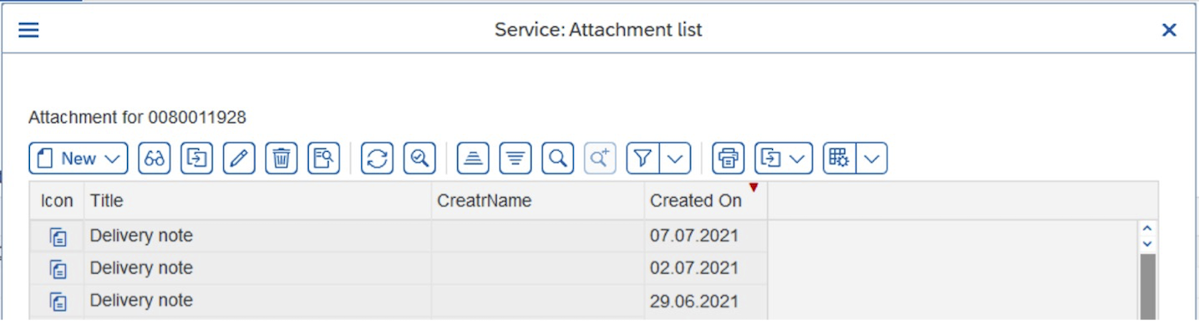 Service: Attachment list
Attachment for 0080011928
New
Icon Title CreatrName Created On
Delivery note 07.07.2021
Delivery note 02.07.2021
Delivery note 29.06.2021